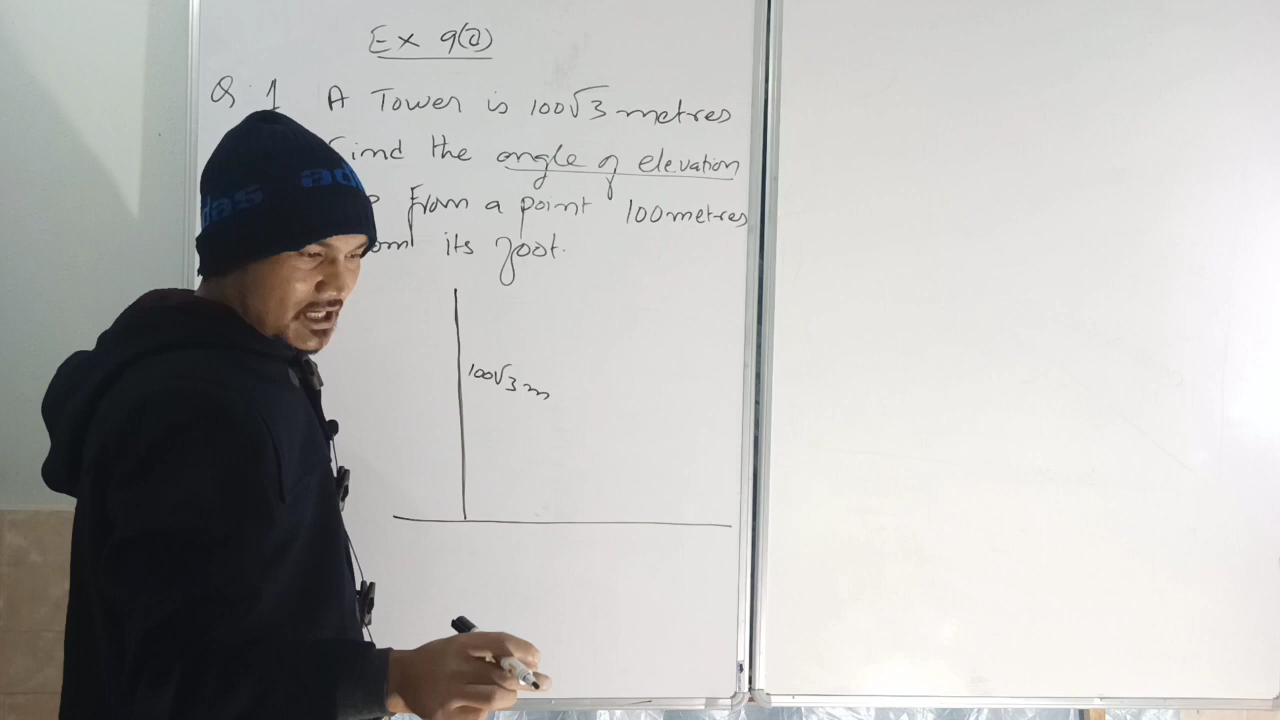 Ex 9(a)
Q.1 A Tower is 100√3 metres
find the angle of elevation
from a point 100 metres
its foot.
100√3 m
adidas